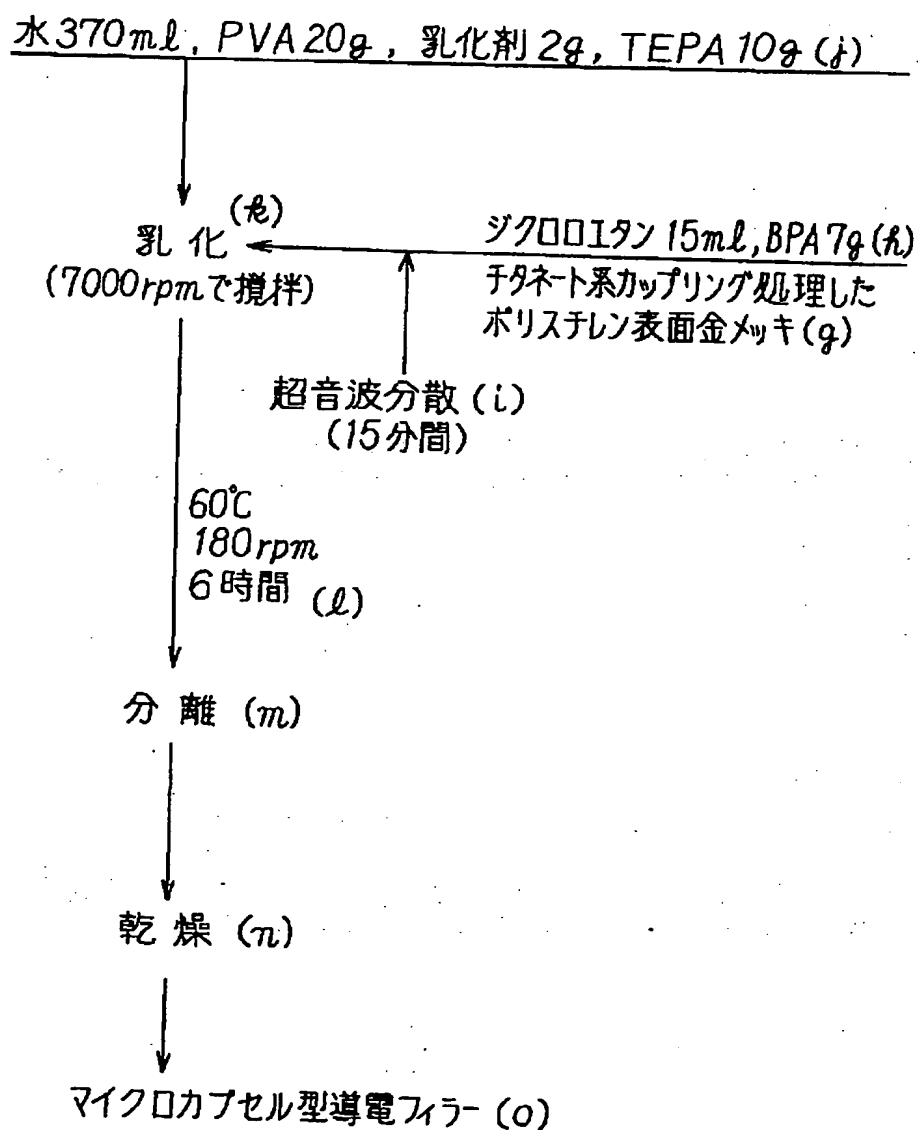 水370ml, PVA20g, 乳化剤2g, TEPA10g(j)
乳化(k)
(7000rpmで攪拌)
ジクロロエタン15ml,BPA7g(h)
チタネート系カップリング処理した
ポリスチレン表面金メッキ(g)
超音波分散(i)
(15分間)
60℃
180rpm
6時間(l)
分離(m)
乾燥(n)
マイクロカプセル型導電フィラー(o)